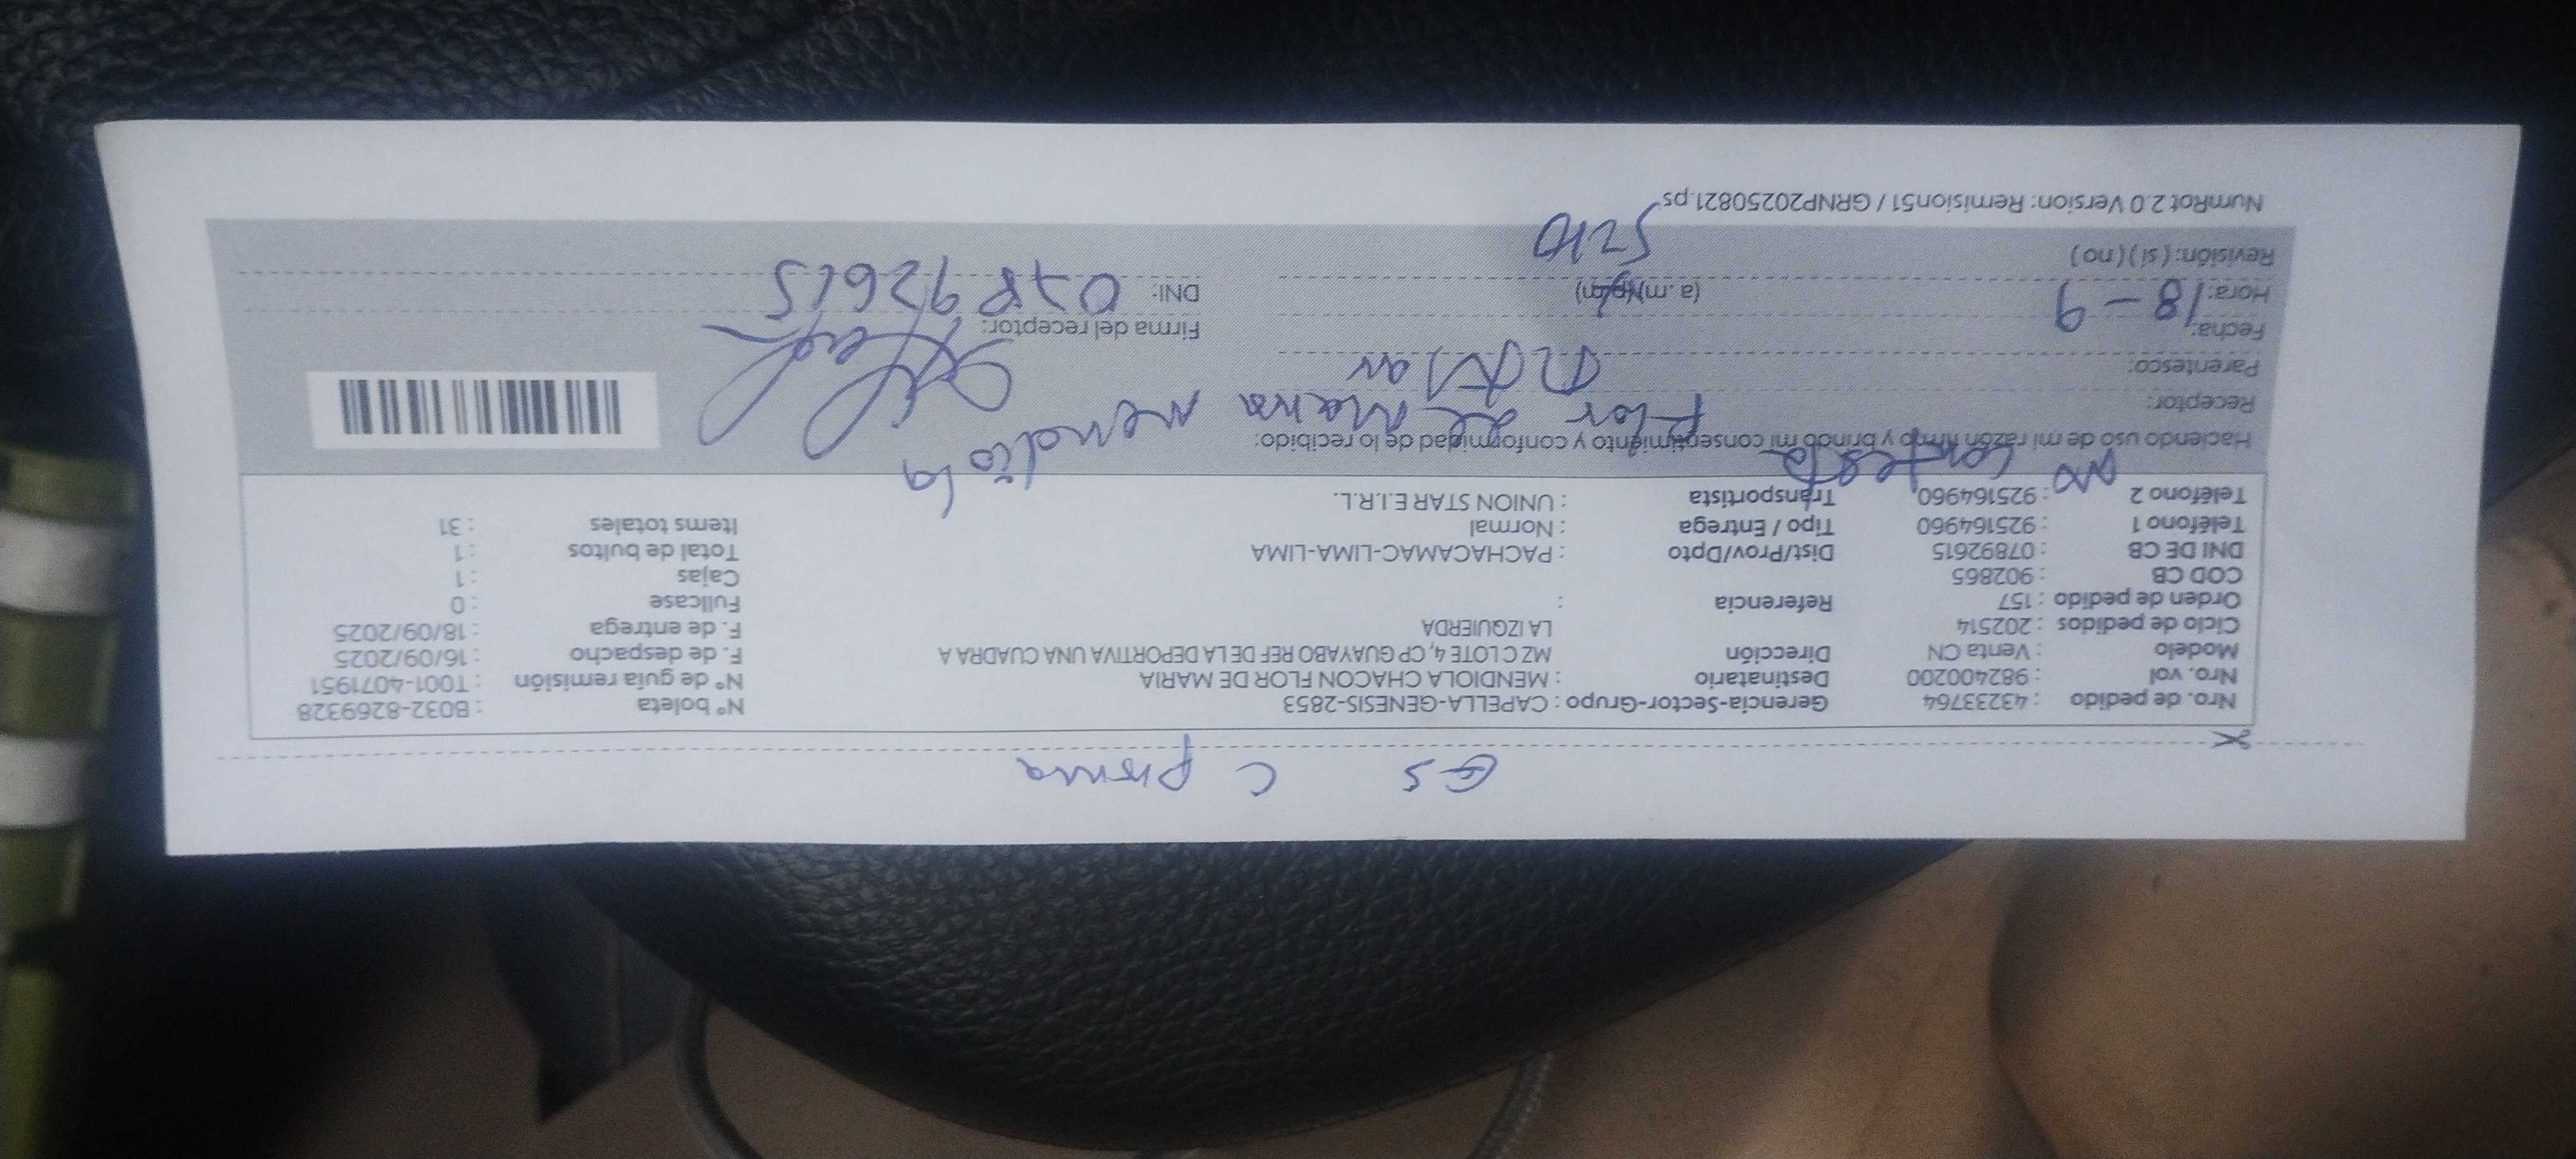 GS C pisma
Nro. de pedido : 43233764 Gerencia-Sector-Grupo : CAPELLA-GENESIS-2853 N° boleta : B032-8269328
Nro. vol : 982400200 Destinatario : MENDIOLA CHACON FLOR DE MARIA N° de guia remisión : T001-4071951
Modelo : Venta CN Dirección MZ C LOTE 4, CP GUAYABO REF DE LA DEPORTIVA UNA CUADRA A F. de despacho : 16/09/2025
Ciclo de pedidos : 202514 LA IZQUIERDA F. de entrega : 18/09/2025
Orden de pedido : 157 Referencia : Fullcase : 0
COD CB : 902865 Cajas : 1
DNI DE CB : 07892615 Dist/Prov/Dpto : PACHACAMAC-LIMA-LIMA Total de bultos : 1
Teléfono 1 : 925164960 Tipo / Entrega : Normal Items totales : 31
Teléfono 2 : 925164960 Transportista : UNION STAR E.I.R.L.
No contesta
Haciendo uso de mi razón firmo y brindo mi consentimiento y conformidad de lo recibido:
Receptor: Flor de Maria Mendiola
Parentesco:
Fecha: 18-9 Firma del receptor:
Hora: (a.m) (p.m) DNI: 07892615
Revisión: ( si ) ( no ) 5210
NumRot 2.0 Version: Remision51 / GRNP20250821.ps